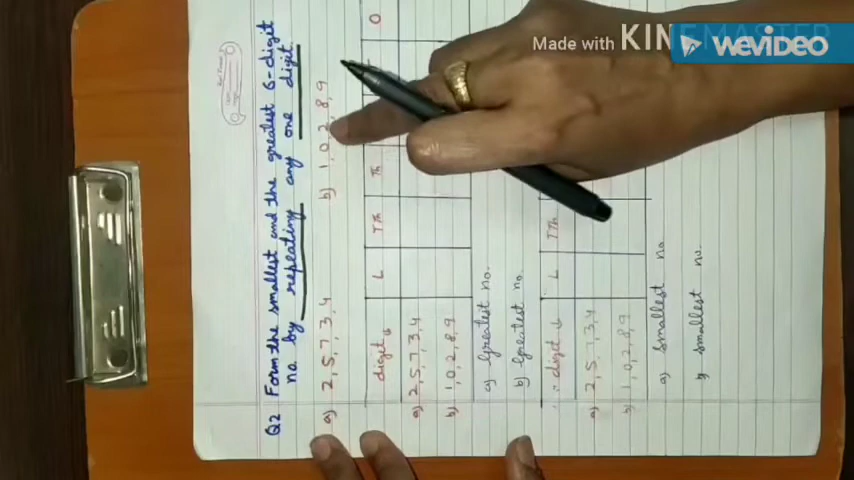 Made with KINEMASTER
wevideo
Q2 Form the smallest and the greatest 6-digit
no by repeating any one digit.
a) 2,5,7,3,4 b) 1,0,2,8,9
digit ↓ L TTh Th O
a) 2,5,7,3,4
b) 1,0,2,8,9
a) Greatest no.
b) Greatest no.
digit ↓ L TTh
a) 2,5,7,3,4
b) 1,0,2,8,9
a) smallest no
b) smallest no.